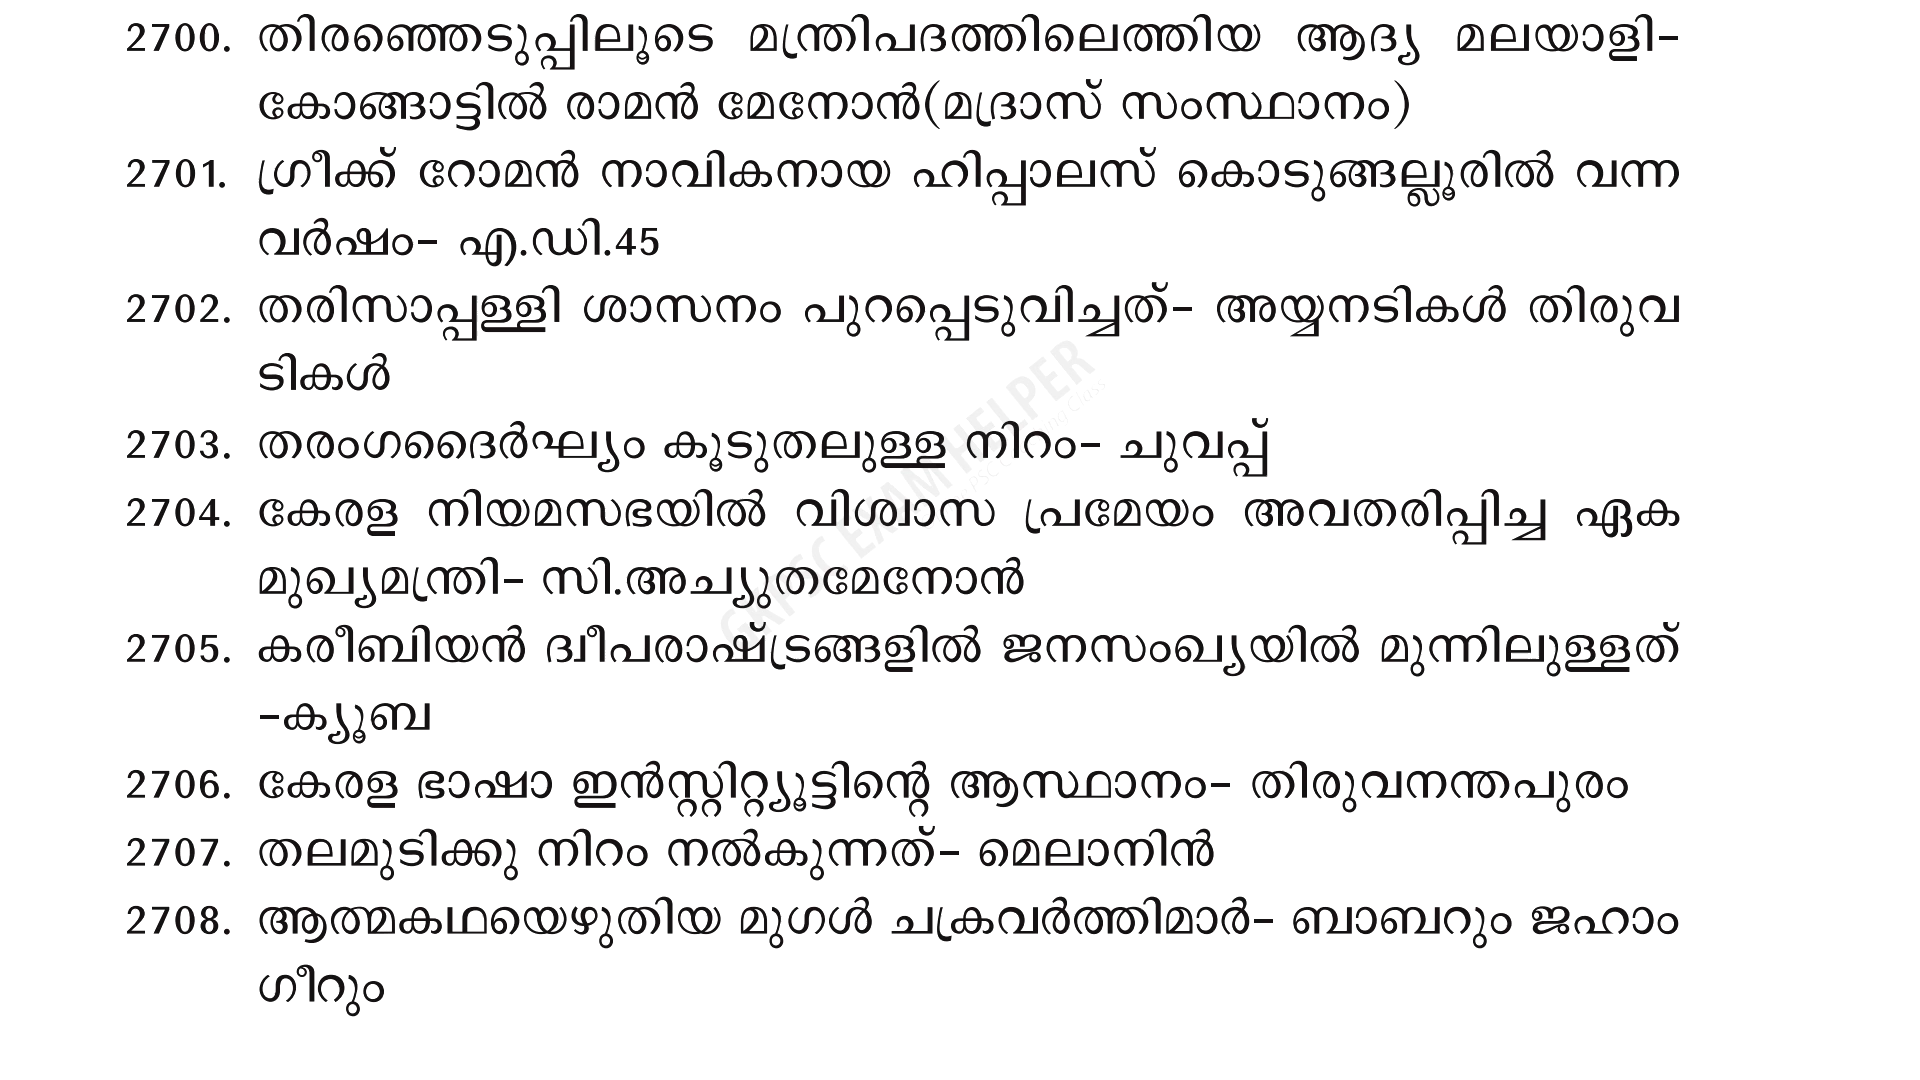 2700. തിരഞ്ഞെടുപ്പിലൂടെ മന്ത്രിപദത്തിലെത്തിയ ആദ്യ മലയാളി-
കോങ്ങാട്ടിൽ രാമൻ മേനോൻ(മദ്രാസ് സംസ്ഥാനം)
2701. ഗ്രീക്ക് റോമൻ നാവികനായ ഹിപ്പാലസ് കൊടുങ്ങല്ലൂരിൽ വന്ന
വർഷം- എ.ഡി.45
2702. തരിസാപ്പള്ളി ശാസനം പുറപ്പെടുവിച്ചത്- അയ്യനടികൾ തിരുവ
ടികൾ
2703. തരംഗദൈർഘ്യം കൂടുതലുള്ള നിറം- ചുവപ്പ്
2704. കേരള നിയമസഭയിൽ വിശ്വാസ പ്രമേയം അവതരിപ്പിച്ച ഏക
മുഖ്യമന്ത്രി- സി.അച്യുതമേനോൻ
2705. കരീബിയൻ ദ്വീപരാഷ്ട്രങ്ങളിൽ ജനസംഖ്യയിൽ മുന്നിലുള്ളത്
-ക്യൂബ
2706. കേരള ഭാഷാ ഇൻസ്റ്റിറ്റ്യൂട്ടിന്റെ ആസ്ഥാനം- തിരുവനന്തപുരം
2707. തലമുടിക്കു നിറം നൽകുന്നത്- മെലാനിൻ
2708. ആത്മകഥയെഴുതിയ മുഗൾ ചക്രവർത്തിമാർ- ബാബറും ജഹാം
ഗീറും
EXAM HELPER